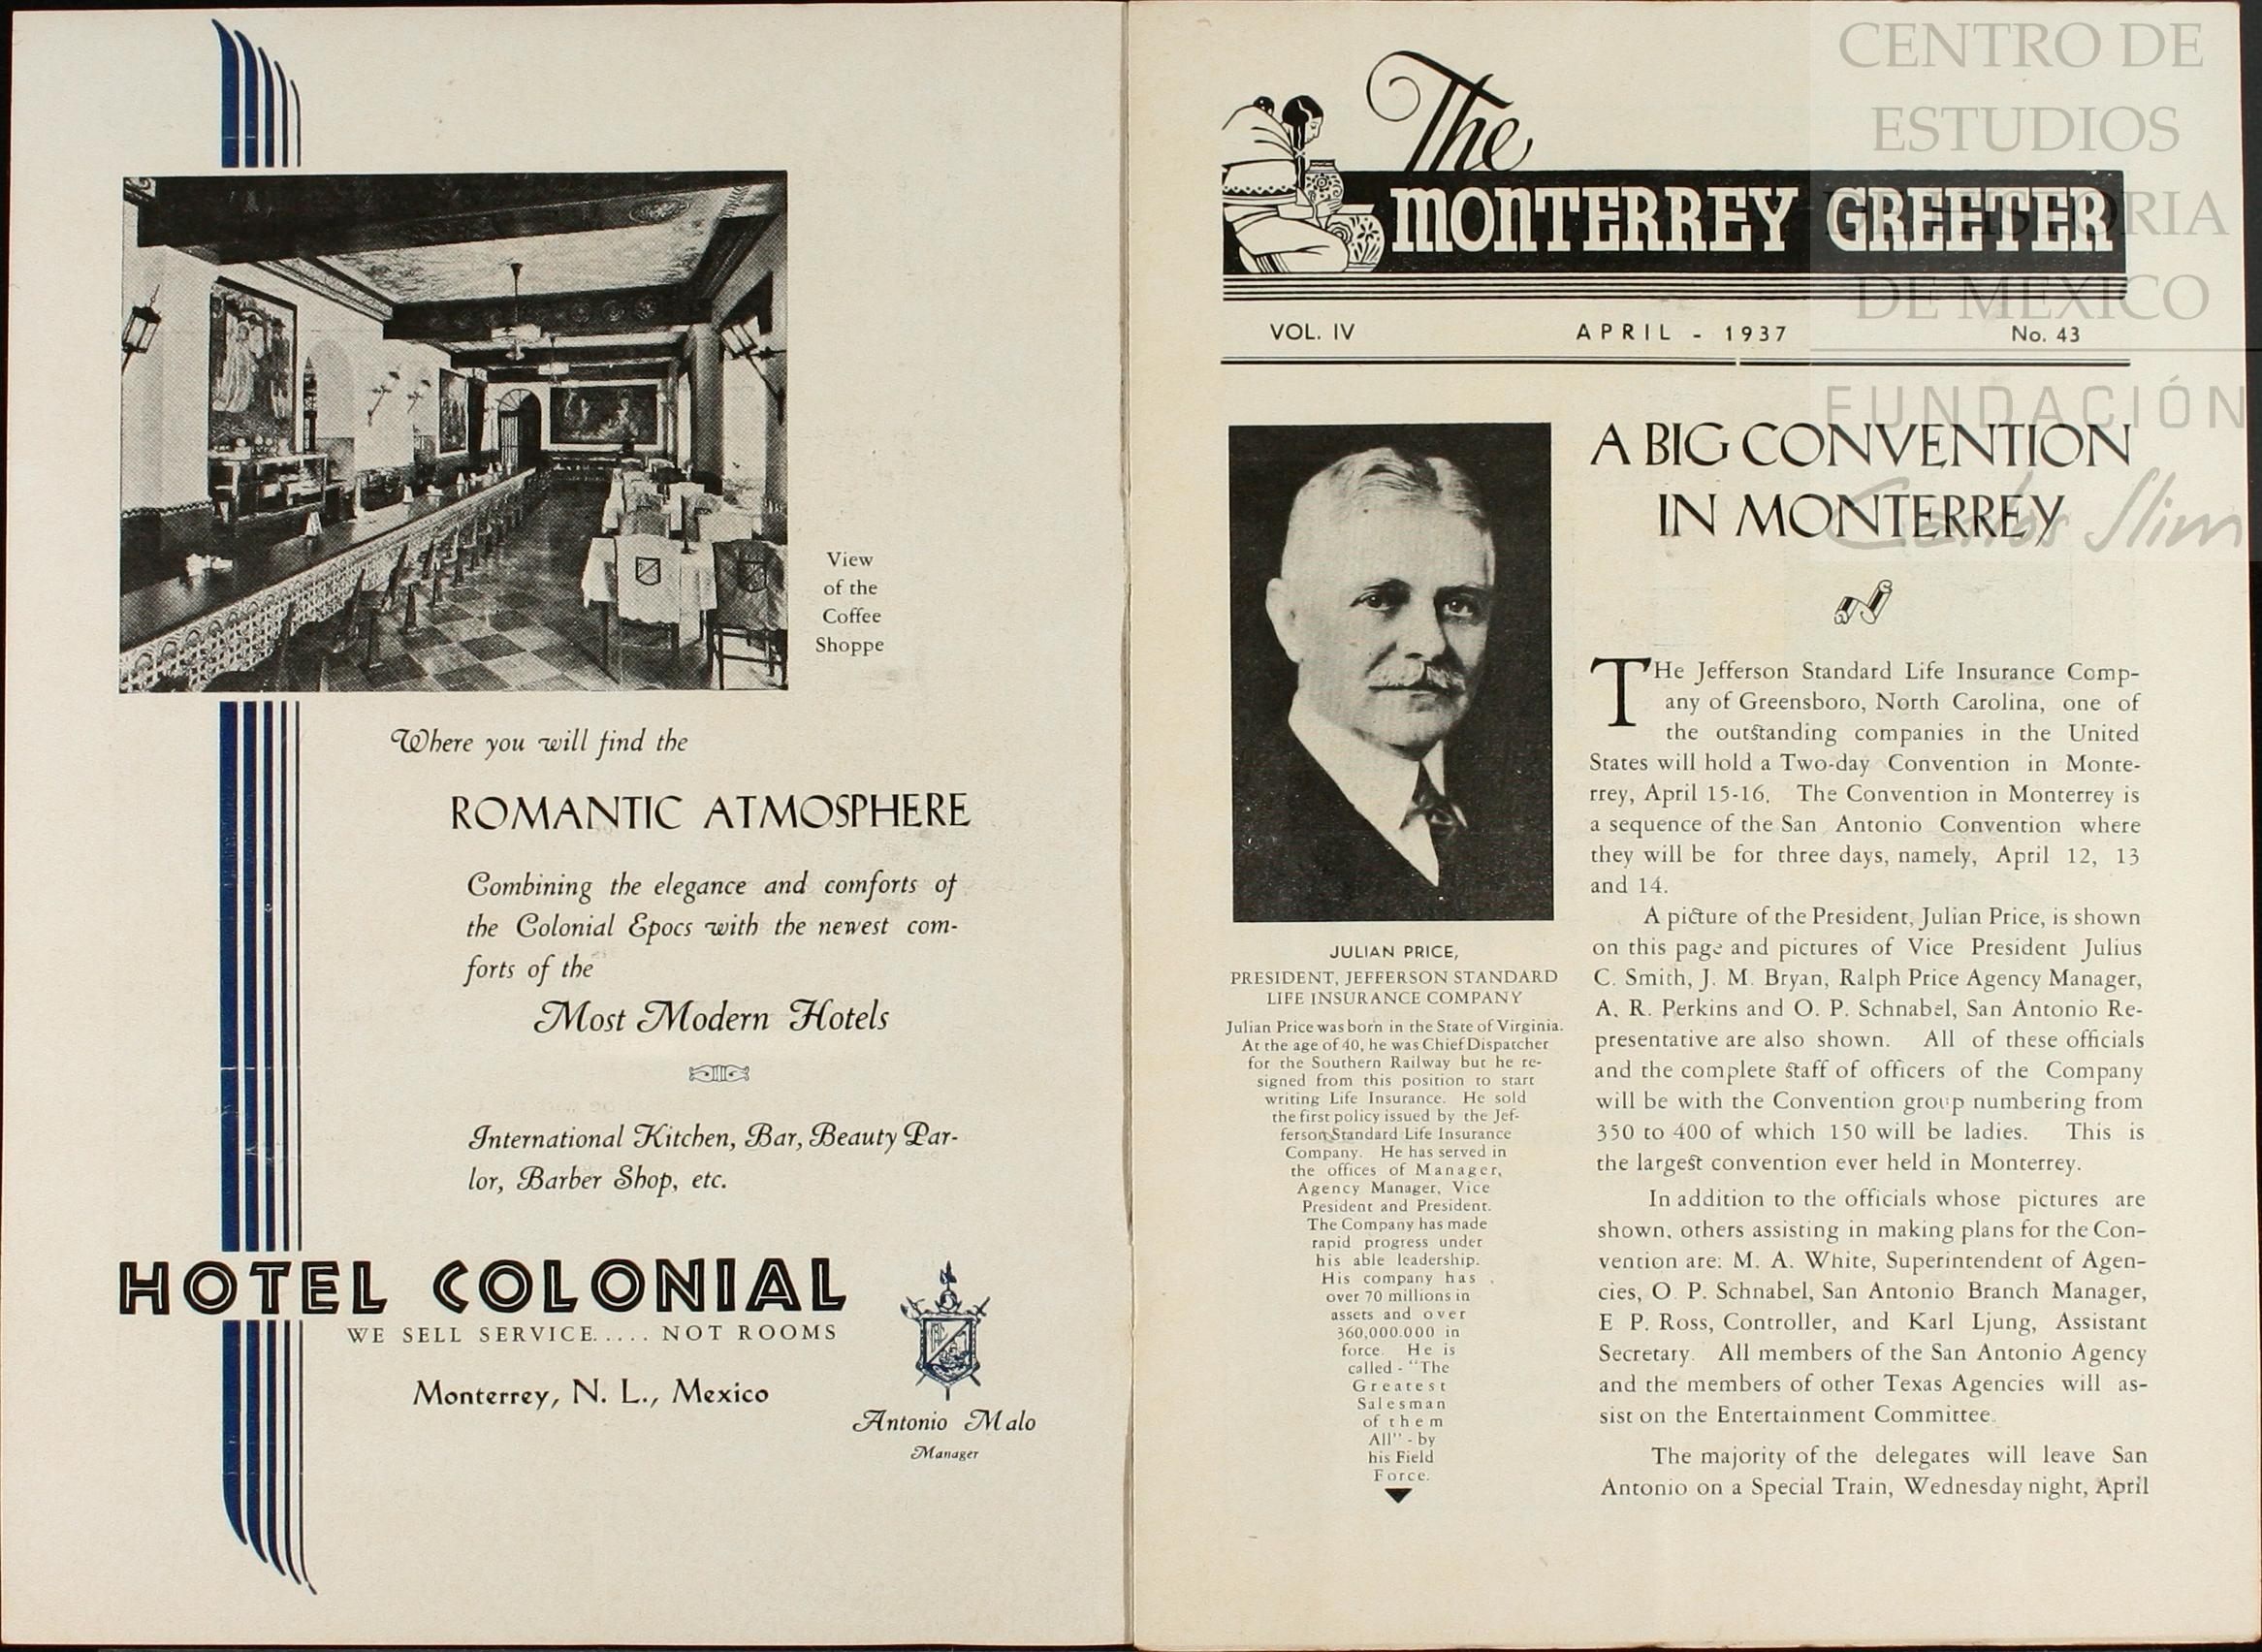 View
of the
Coffee
Shoppe
Where you will find the
ROMANTIC ATMOSPHERE
Combining the elegance and comforts of
the Colonial Epocs with the newest com-
forts of the
Most Modern Hotels
International Kitchen, Bar, Beauty Par-
lor, Barber Shop, etc.
HOTEL COLONIAL
WE SELL SERVICE..... NOT ROOMS
Monterrey, N. L., Mexico
Antonio Malo
Manager
The
MONTERREY GREETER
VOL. IV APRIL - 1937 No. 43
JULIAN PRICE,
PRESIDENT, JEFFERSON STANDARD
LIFE INSURANCE COMPANY
Julian Price was born in the State of Virginia.
At the age of 40, he was Chief Dispatcher
for the Southern Railway but he re-
signed from this position to start
writing Life Insurance. He sold
the first policy issued by the Jef-
ferson Standard Life Insurance
Company. He has served in
the offices of Manager,
Agency Manager, Vice
President and President.
The Company has made
rapid progress under
his able leadership.
His company has
over 70 millions in
assets and over
360,000.000 in
force. He is
called - "The
Greatest
Salesman
of them
All" - by
his Field
Force.
A BIG CONVENTION
IN MONTERREY
THe Jefferson Standard Life Insurance Comp-
any of Greensboro, North Carolina, one of
the outstanding companies in the United
States will hold a Two-day Convention in Monte-
rrey, April 15-16. The Convention in Monterrey is
a sequence of the San Antonio Convention where
they will be for three days, namely, April 12, 13
and 14.
A picture of the President, Julian Price, is shown
on this page and pictures of Vice President Julius
C. Smith, J. M. Bryan, Ralph Price Agency Manager,
A. R. Perkins and O. P. Schnabel, San Antonio Re-
presentative are also shown. All of these officials
and the complete staff of officers of the Company
will be with the Convention group numbering from
350 to 400 of which 150 will be ladies. This is
the largest convention ever held in Monterrey.
In addition to the officials whose pictures are
shown, others assisting in making plans for the Con-
vention are: M. A. White, Superintendent of Agen-
cies, O. P. Schnabel, San Antonio Branch Manager,
E P. Ross, Controller, and Karl Ljung, Assistant
Secretary. All members of the San Antonio Agency
and the members of other Texas Agencies will as-
sist on the Entertainment Committee.
The majority of the delegates will leave San
Antonio on a Special Train, Wednesday night, April
CENTRO DE
ESTUDIOS
DE HISTORIA
DE MEXICO
FUNDACIÓN
Carlos Slim